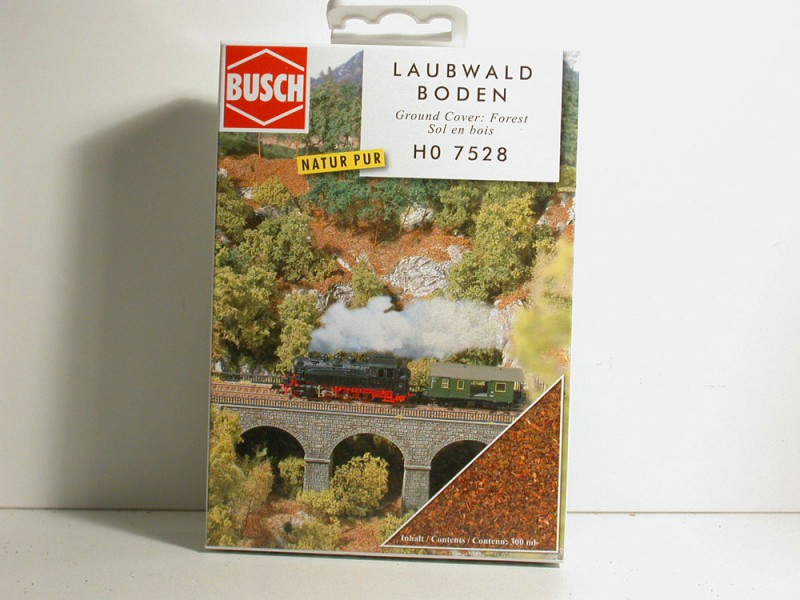 BUSCH
LAUBWALD
BODEN
Ground Cover: Forest
Sol en bois
H0 7528
NATUR PUR
Inhalt / Contents / Contenu: 300 ml